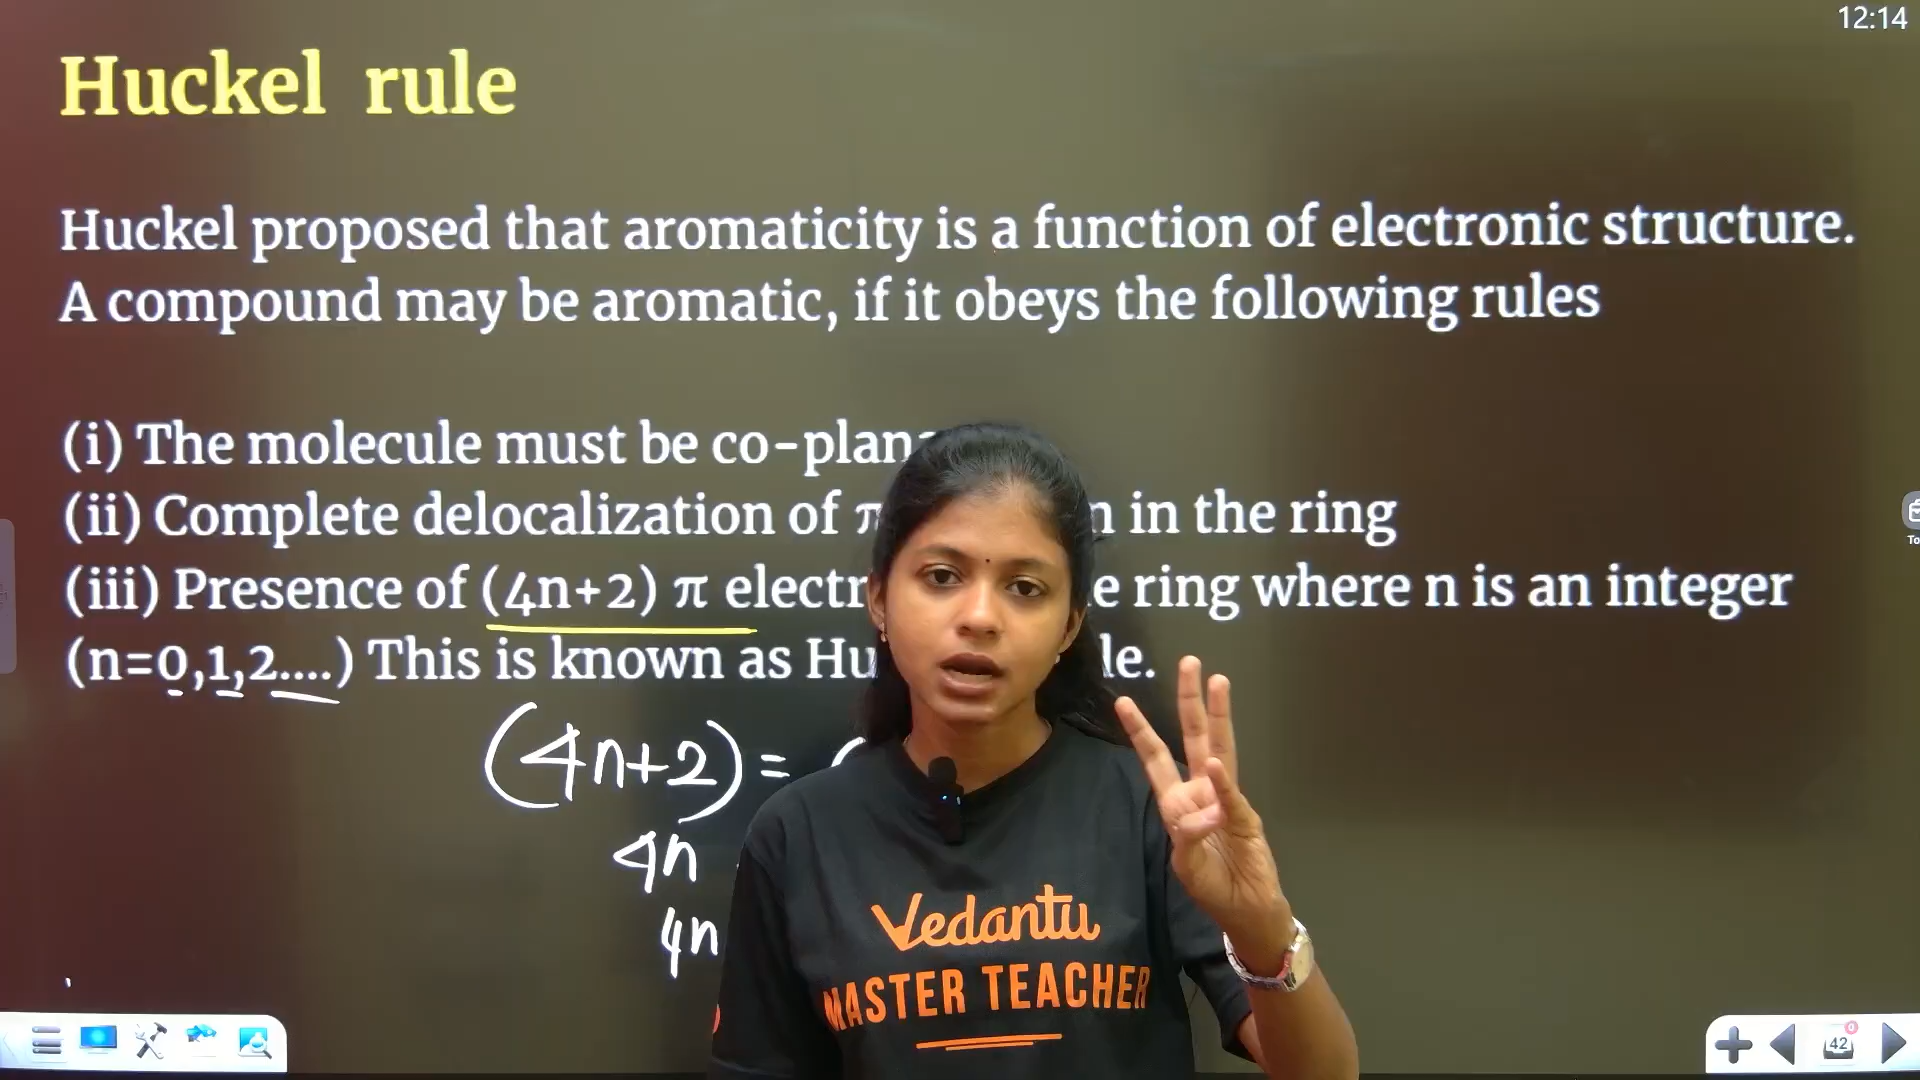 12:14
Huckel rule
Huckel proposed that aromaticity is a function of electronic structure.
A compound may be aromatic, if it obeys the following rules
(i) The molecule must be co-plan
(ii) Complete delocalization of π n in the ring
(iii) Presence of (4n+2) π electr e ring where n is an integer
(n=0,1,2....) This is known as Hu le.
(4n+2) = (
4n
4n
Vedantu
MASTER TEACHER
To
0
42